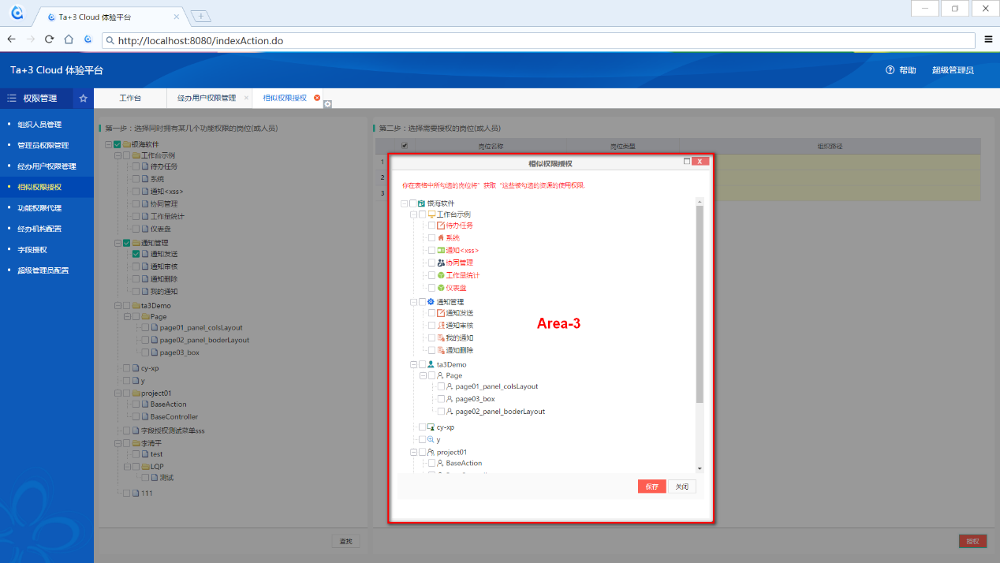 Ta+3 Cloud 体验平台
http://localhost:8080/indexAction.do
Ta+3 Cloud 体验平台
帮助
超级管理员
权限管理
工作台
经办用户权限管理
相似权限授权
组织人员管理
管理员权限管理
经办用户权限管理
相似权限授权
功能权限代理
经办机构配置
字段授权
超级管理员配置
第一步：选择同时拥有某几个功能权限的岗位(或人员)
银海软件
工作台示例
待办任务
系统
通知<xss>
协同管理
工作量统计
仪表盘
通知管理
通知发送
通知审核
通知删除
我的通知
ta3Demo
Page
page01_panel_colsLayout
page02_panel_boderLayout
page03_box
cy-xp
y
project01
BaseAction
BaseController
字段授权测试菜单sss
李清平
test
LQP
测试
111
查找
第二步：选择需要授权的岗位(或人员)
岗位名称
岗位类型
组织路径
1
2
3
相似权限授权
X
你在表格中所勾选的岗位将" 获取 "这些被勾选的资源的使用权限.
银海软件
工作台示例
待办任务
系统
通知<xss>
协同管理
工作量统计
仪表盘
通知管理
通知发送
通知审核
我的通知
通知删除
ta3Demo
Page
page01_panel_colsLayout
page03_box
page02_panel_boderLayout
cy-xp
y
project01
BaseAction
Area-3
保存
关闭
授权